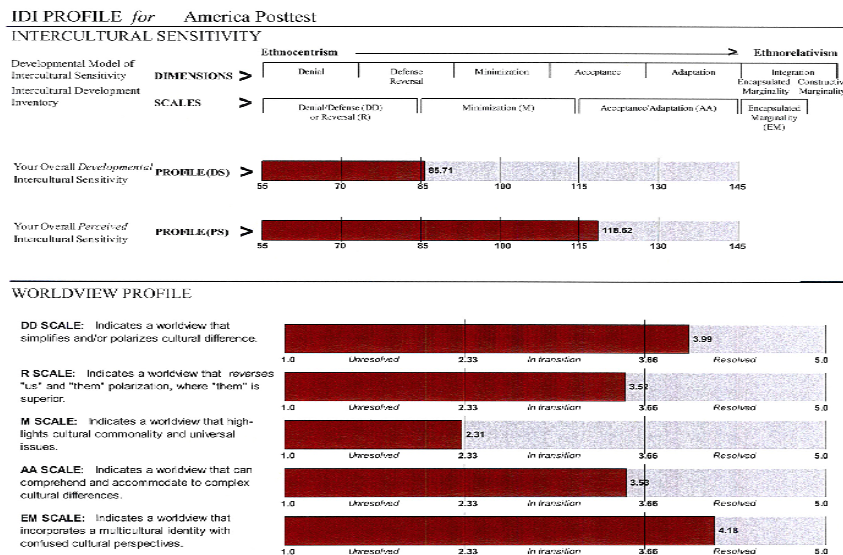 IDI PROFILE for America Posttest
INTERCULTURAL SENSITIVITY
Ethnocentrism > Ethnorelativism
Developmental Model of
Intercultural Sensitivity
DIMENSIONS >
Denial
Defense
Reversal
Minimization
Acceptance
Adaptation
Integration
Encapsulated
Marginality
Constructive
Marginality
Intercultural Development
Inventory
SCALES >
Denial/Defense (DD)
or Reversal (R)
Minimization (M)
Acceptance/Adaptation (AA)
Encapsulated
Marginality
(EM)
Your Overall Developmental
Intercultural Sensitivity
PROFILE(DS) >
85.71
55 70 85 100 115 130 145
Your Overall Perceived
Intercultural Sensitivity
PROFILE(PS) >
118.62
55 70 85 100 115 130 145
WORLDVIEW PROFILE
DD SCALE: Indicates a worldview that
simplifies and/or polarizes cultural difference.
3.99
1.0 Unresolved 2.33 In transition 3.66 Resolved 5.0
R SCALE: Indicates a worldview that reverses
"us" and "them" polarization, where "them" is
superior.
3.52
1.0 Unresolved 2.33 In transition 3.66 Resolved 5.0
M SCALE: Indicates a worldview that high-
lights cultural commonality and universal
issues.
2.31
1.0 Unresolved 2.33 In transition 3.66 Resolved 5.0
AA SCALE: Indicates a worldview that can
comprehend and accommodate to complex
cultural differences.
3.53
1.0 Unresolved 2.33 In transition 3.66 Resolved 5.0
EM SCALE: Indicates a worldview that
incorporates a multicultural identity with
confused cultural perspectives.
4.18
1.0 Unresolved 2.33 In transition 3.66 Resolved 5.0